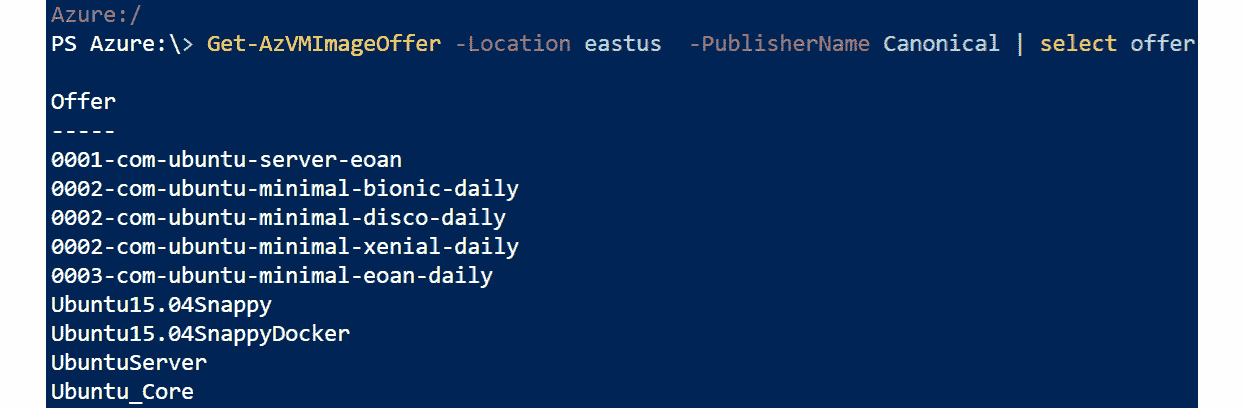 Azure:/
PS Azure:\> Get-AzVMImageOffer -Location eastus  -PublisherName Canonical | select offer
Offer
-----
0001-com-ubuntu-server-eoan
0002-com-ubuntu-minimal-bionic-daily
0002-com-ubuntu-minimal-disco-daily
0002-com-ubuntu-minimal-xenial-daily
0003-com-ubuntu-minimal-eoan-daily
Ubuntu15.04Snappy
Ubuntu15.04SnappyDocker
UbuntuServer
Ubuntu_Core